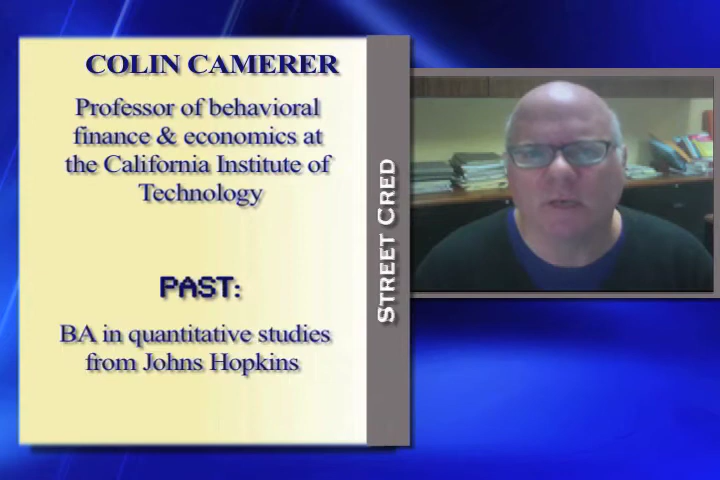 COLIN CAMERER
Professor of behavioral
finance & economics at
the California Institute of
Technology
PAST:
BA in quantitative studies
from Johns Hopkins
STREET CRED